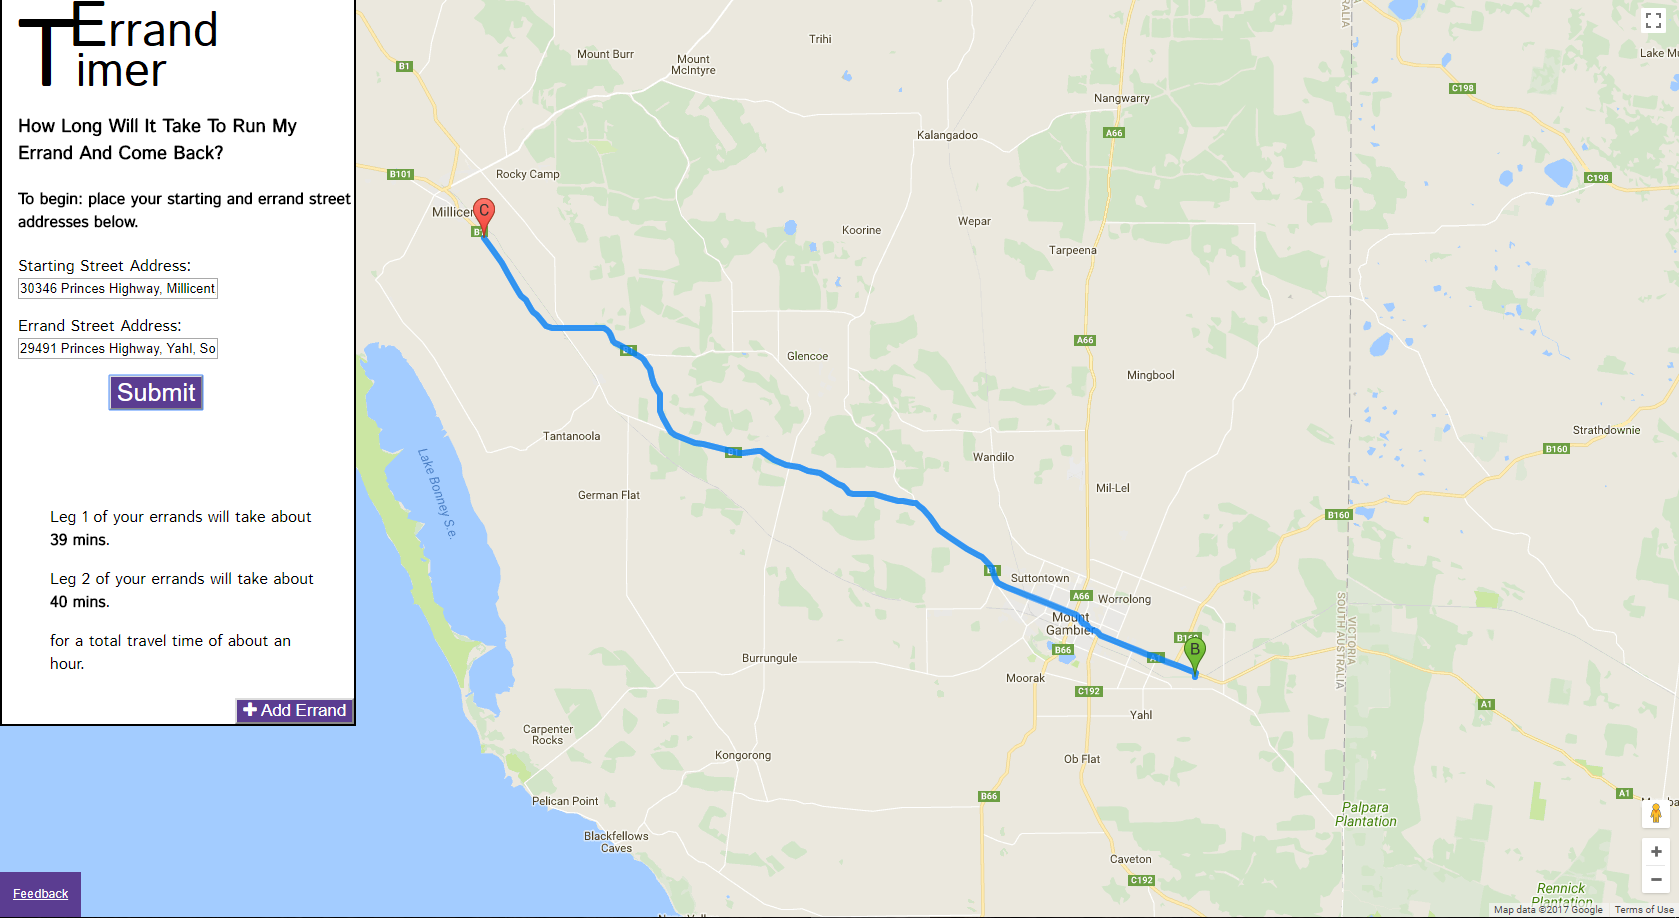 Errand
Timer
How Long Will It Take To Run My
Errand And Come Back?
To begin: place your starting and errand street
addresses below.
Starting Street Address:
30346 Princes Highway, Millicent
Errand Street Address:
29491 Princes Highway, Yahl, So
Submit
Leg 1 of your errands will take about
39 mins.
Leg 2 of your errands will take about
40 mins.
for a total travel time of about an
hour.
Add Errand
Feedback
Trihi
Mount Burr
Mount
McIntyre
B1
Lake
C198
Nangwarry
A66
Kalangadoo
B101
Rocky Camp
C198
C
Wepar
Koorine
Tarpeena
A66
Glencoe
Mingbool
Tantanoola
Strathdownie
B160
Wandilo
Lake Bonney S.e.
German Flat
Mil-Lel
B160
Suttontown
A66
Worrolong
Mount
Gambier
B66
B
SOUTH AUSTRALIA
VICTORIA
Burrungule
Moorak
C192
A1
Yahl
Carpenter
Rocks
Kongorong
Ob Flat
B66
A1
Pelican Point
Palpara
Plantation
Blackfellows
Caves
Caveton
C192
Rennick
Plantation
Map data ©2017 Google
Terms of Use